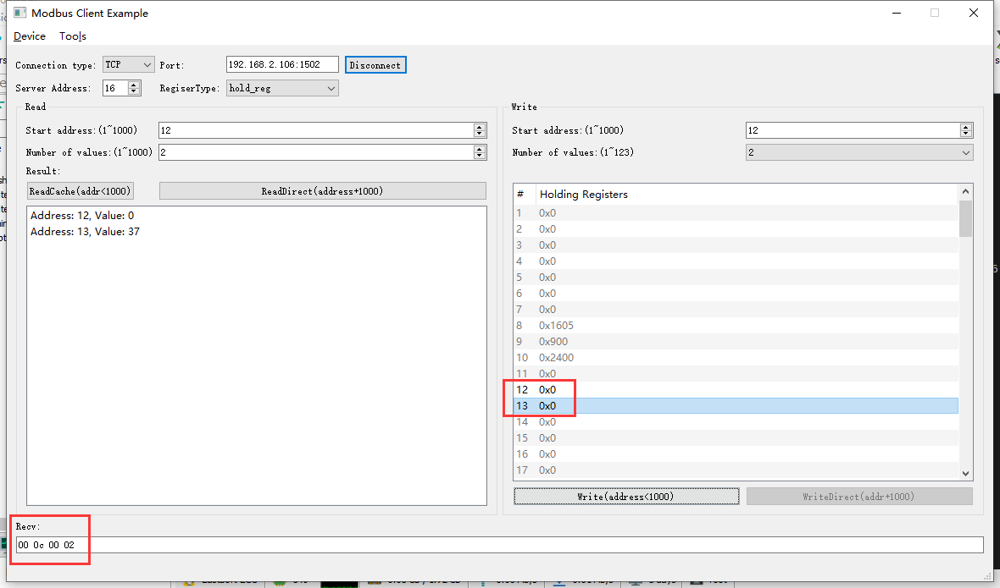 Modbus Client Example
Device Tools
Connection type: TCP Port: 192.168.2.106:1502 Disconnect
Server Address: 16 RegiserType: hold_reg
Read
Start address:(1~1000) 12
Number of values:(1~1000) 2
Result:
ReadCache(addr<1000) ReadDirect(address+1000)
Address: 12, Value: 0
Address: 13, Value: 37
Write
Start address:(1~1000) 12
Number of values:(1~123) 2
# Holding Registers
1 0x0
2 0x0
3 0x0
4 0x0
5 0x0
6 0x0
7 0x0
8 0x1605
9 0x900
10 0x2400
11 0x0
12 0x0
13 0x0
14 0x0
15 0x0
16 0x0
17 0x0
Write(address<1000) WriteDirect(addr+1000)
Recv:
00 0c 00 02